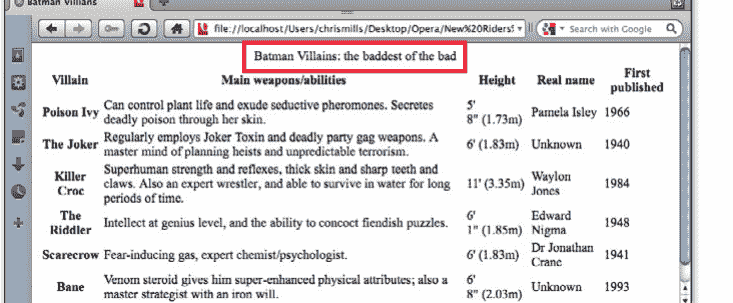 Batman Villians
file://localhost/Users/chrismills/Desktop/Opera/New%20Riders
Search with Google
Batman Villains: the baddest of the bad
Villain Main weapons/abilities Height Real name First published
Poison Ivy Can control plant life and exude seductive pheromones. Secretes
deadly poison through her skin. 5'
8" (1.73m) Pamela Isley 1966
The Joker Regularly employs Joker Toxin and deadly party gag weapons. A
master mind of planning heists and unpredictable terrorism. 6' (1.83m) Unknown 1940
Killer
Croc Superhuman strength and reflexes, thick skin and sharp teeth and
claws. Also an expert wrestler, and able to survive in water for long
periods of time. 11' (3.35m) Waylon
Jones 1984
The
Riddler Intellect at genius level, and the ability to concoct fiendish puzzles. 6'
1" (1.85m) Edward
Nigma 1948
Scarecrow Fear-inducing gas, expert chemist/psychologist. 6' (1.83m) Dr Jonathan
Crane 1941
Bane Venom steroid gives him super-enhanced physical attributes; also a
master strategist with an iron will. 6'
8" (2.03m) Unknown 1993